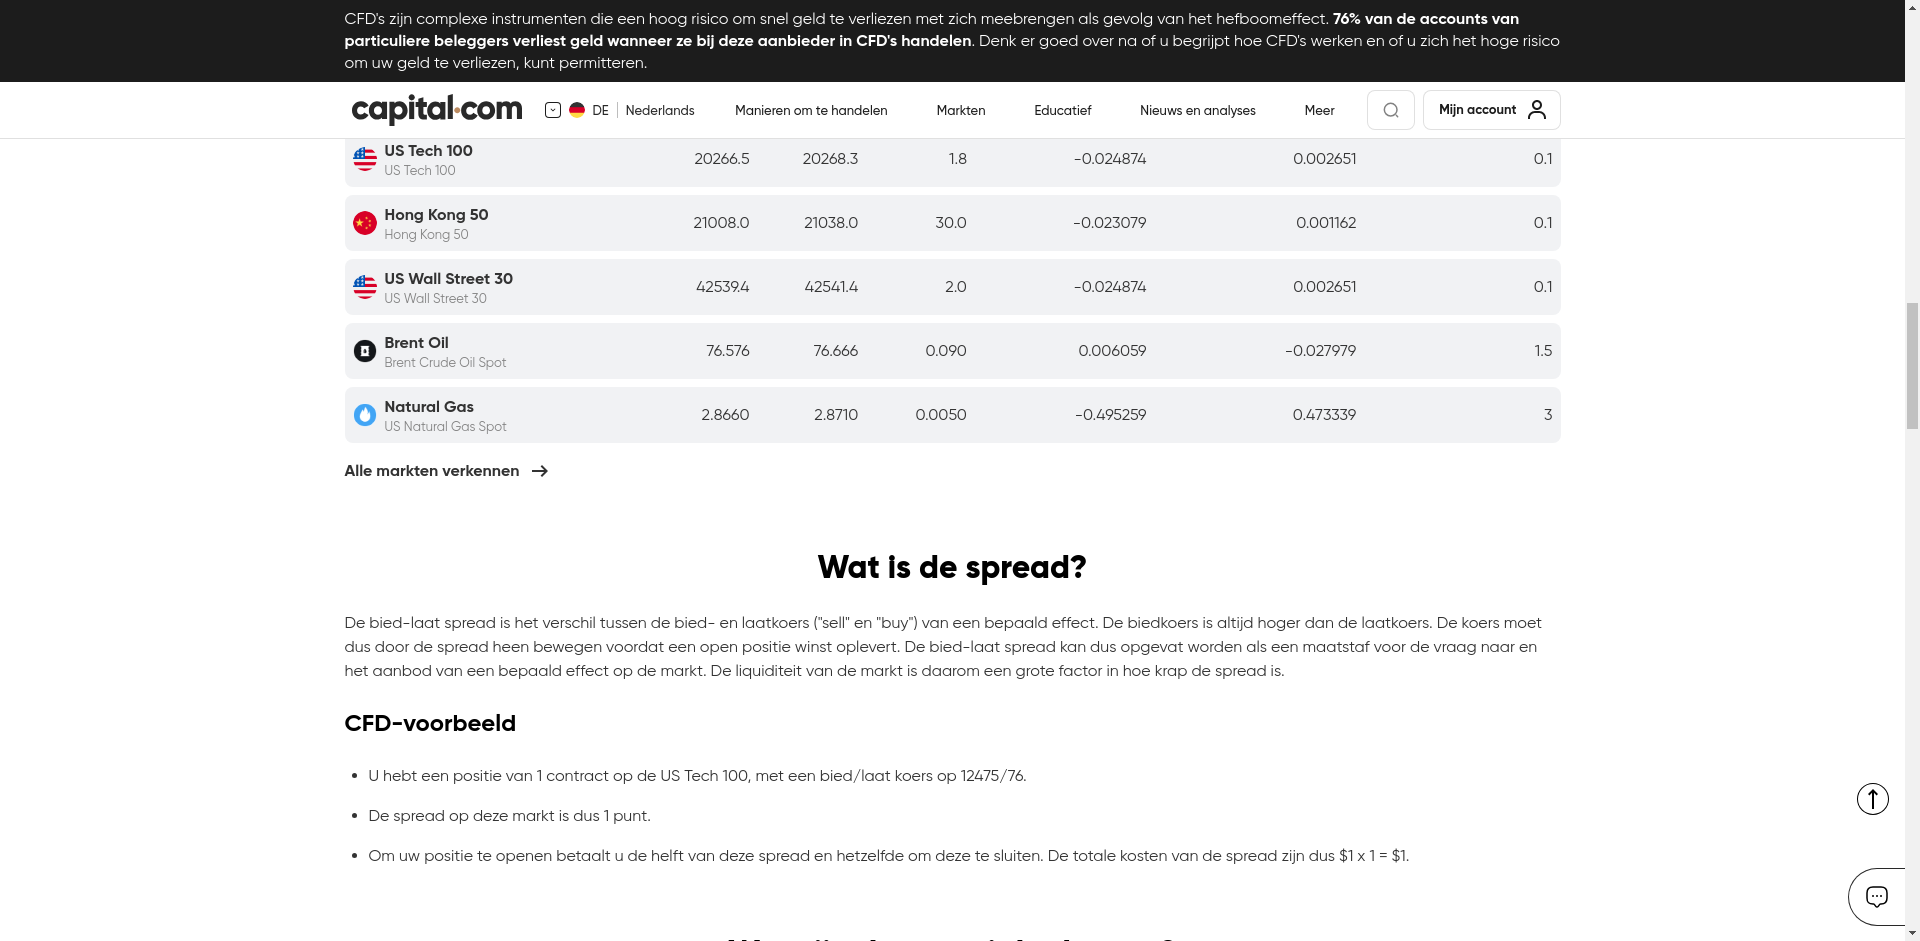 CFD's zijn complexe instrumenten die een hoog risico om snel geld te verliezen met zich meebrengen als gevolg van het hefboomeffect. 76% van de accounts van
particuliere beleggers verliest geld wanneer ze bij deze aanbieder in CFD's handelen. Denk er goed over na of u begrijpt hoe CFD's werken en of u zich het hoge risico
om uw geld te verliezen, kunt permitteren.
capital.com DE Nederlands Manieren om te handelen Markten Educatief Nieuws en analyses Meer Mijn account
US Tech 100 20266.5 20268.3 1.8 -0.024874 0.002651 0.1
US Tech 100
Hong Kong 50 21008.0 21038.0 30.0 -0.023079 0.001162 0.1
Hong Kong 50
US Wall Street 30 42539.4 42541.4 2.0 -0.024874 0.002651 0.1
US Wall Street 30
Brent Oil 76.576 76.666 0.090 0.006059 -0.027979 1.5
Brent Crude Oil Spot
Natural Gas 2.8660 2.8710 0.0050 -0.495259 0.473339 3
US Natural Gas Spot
Alle markten verkennen
Wat is de spread?
De bied-laat spread is het verschil tussen de bied- en laatkoers ("sell" en "buy") van een bepaald effect. De biedkoers is altijd hoger dan de laatkoers. De koers moet
dus door de spread heen bewegen voordat een open positie winst oplevert. De bied-laat spread kan dus opgevat worden als een maatstaf voor de vraag naar en
het aanbod van een bepaald effect op de markt. De liquiditeit van de markt is daarom een grote factor in hoe krap de spread is.
CFD-voorbeeld
• U hebt een positie van 1 contract op de US Tech 100, met een bied/laat koers op 12475/76.
• De spread op deze markt is dus 1 punt.
• Om uw positie te openen betaalt u de helft van deze spread en hetzelfde om deze te sluiten. De totale kosten van de spread zijn dus $1 x 1 = $1.